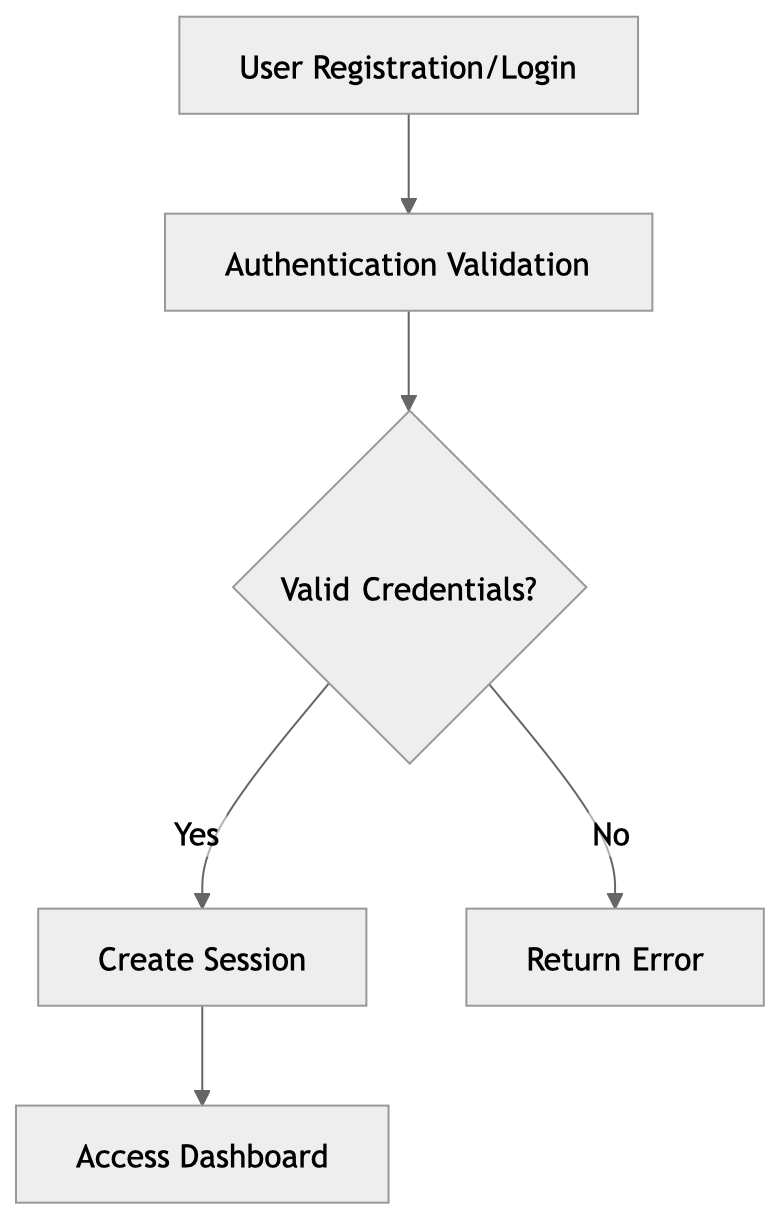 User Registration/Login
Authentication Validation
Valid Credentials?
Yes
No
Create Session
Return Error
Access Dashboard